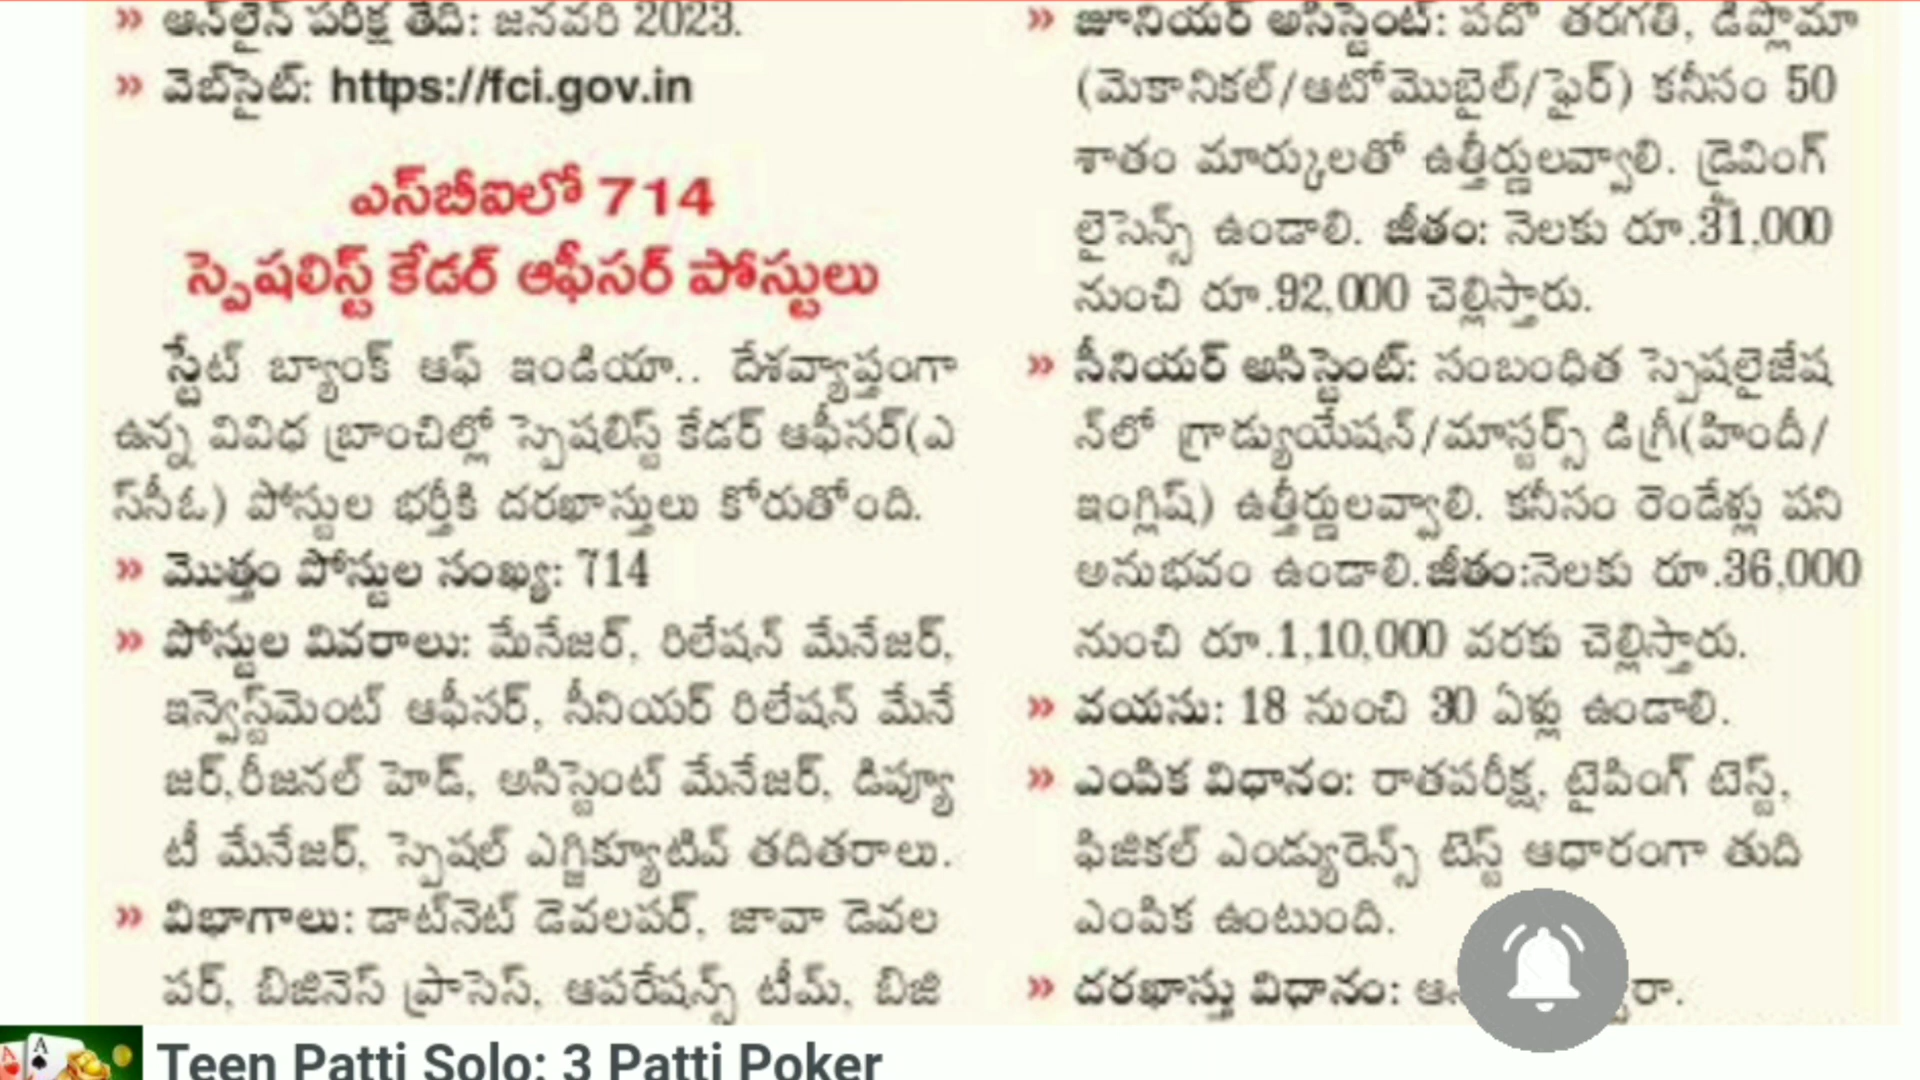 » ఆన్‌లైన్ పరీక్ష తేది: జనవరి 2023.
» వెబ్‌సైట్: https://fci.gov.in
ఎస్‌బీఐలో 714
స్పెషలిస్ట్ కేడర్ ఆఫీసర్ పోస్టులు
స్టేట్ బ్యాంక్ ఆఫ్ ఇండియా.. దేశవ్యాప్తంగా
ఉన్న వివిధ బ్రాంచిల్లో స్పెషలిస్ట్ కేడర్ ఆఫీసర్(ఎ
స్‌సీఓ) పోస్టుల భర్తీకి దరఖాస్తులు కోరుతోంది.
» మొత్తం పోస్టుల సంఖ్య: 714
» పోస్టుల వివరాలు: మేనేజర్, రిలేషన్ మేనేజర్,
ఇన్వెస్ట్‌మెంట్ ఆఫీసర్, సీనియర్ రిలేషన్ మేనే
జర్,రీజనల్ హెడ్, అసిస్టెంట్ మేనేజర్, డిప్యూ
టీ మేనేజర్, స్పెషల్ ఎగ్జిక్యూటివ్ తదితరాలు.
» విభాగాలు: డాట్‌నెట్ డెవలపర్, జావా డెవల
పర్, బిజినెస్ ప్రాసెస్, ఆపరేషన్స్ టీమ్, బిజి
» జూనియర్ అసిస్టెంట్: పదో తరగతి, డిప్లొమా
(మెకానికల్/ఆటోమొబైల్/ఫైర్) కనీసం 50
శాతం మార్కులతో ఉత్తీర్ణులవ్వాలి. డ్రైవింగ్
లైసెన్స్ ఉండాలి. జీతం: నెలకు రూ.31,000
నుంచి రూ.92,000 చెల్లిస్తారు.
» సీనియర్ అసిస్టెంట్: సంబంధిత స్పెషలైజేష
న్‌లో గ్రాడ్యుయేషన్/మాస్టర్స్ డిగ్రీ(హిందీ/
ఇంగ్లిష్) ఉత్తీర్ణులవ్వాలి. కనీసం రెండేళ్లు పని
అనుభవం ఉండాలి.జీతం:నెలకు రూ.36,000
నుంచి రూ.1,10,000 వరకు చెల్లిస్తారు.
» వయసు: 18 నుంచి 30 ఏళ్లు ఉండాలి.
» ఎంపిక విధానం: రాతపరీక్ష, టైపింగ్ టెస్ట్,
ఫిజికల్ ఎండ్యురెన్స్ టెస్ట్ ఆధారంగా తుది
ఎంపిక ఉంటుంది.
» దరఖాస్తు విధానం:
Teen Patti Solo: 3 Patti Poker